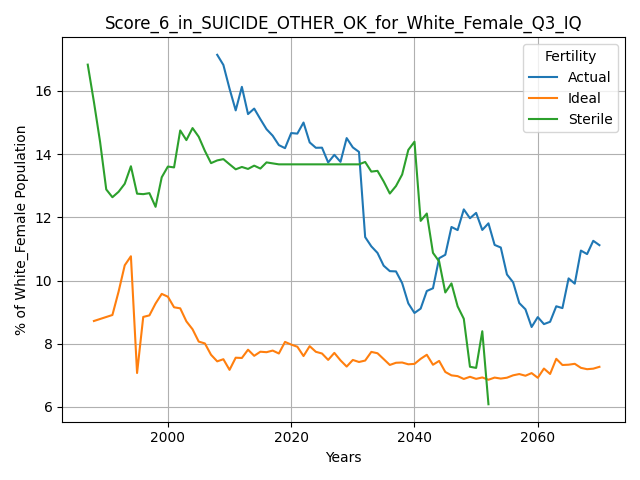 Score_6_in_SUICIDE_OTHER_OK_for_White_Female_Q3_IQ
Fertility
Actual
Ideal
Sterile
% of White_Female Population
16
14
12
10
8
6
2000
2020
2040
2060
Years